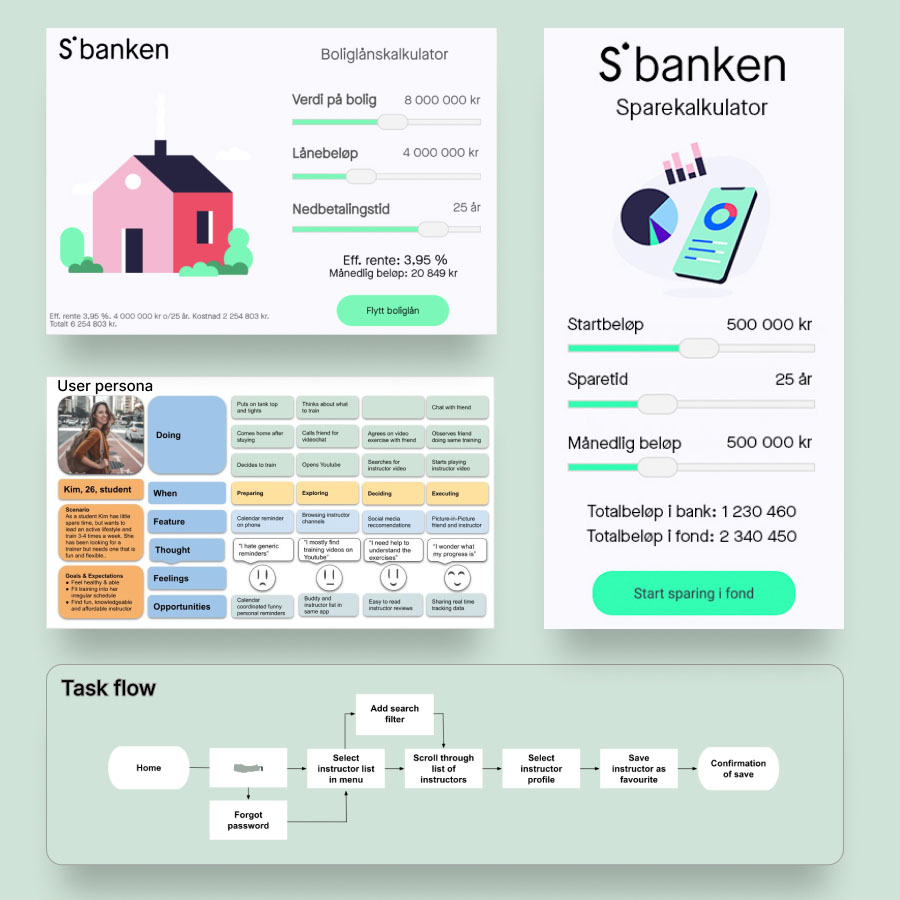 S'banken
Boliglånskalkulator
Verdi på bolig 8 000 000 kr
Lånebeløp 4 000 000 kr
Nedbetalingstid 25 år
Eff. rente: 3,95 %
Månedlig beløp: 20 849 kr
Flytt boliglån
Eff. rente 3,95 %. 4 000 000 kr o/25 år. Kostnad 2 254 803 kr.
Totalt 6 254 803 kr.
S'banken
Sparekalkulator
Startbeløp 500 000 kr
Sparetid 25 år
Månedlig beløp 500 000 kr
Totalbeløp i bank: 1 230 460
Totalbeløp i fond: 2 340 450
Start sparing i fond
User persona
Kim, 26, student
Scenario
As a student Kim has little
spare time, but wants to
lead an active lifestyle and
train 3-4 times a week. She
has been looking for a
trainer but needs one that is
fun and flexible..
Goals & Expectations
● Feel healthy & able
● Fit training into her
irregular schedule
● Find fun, knowledgeable
and affordable instructor
Doing
Puts on tank top
and tights
Thinks about what
to train
Chat with friend
Comes home after
stuying
Calls friend for
videochat
Agrees on video
exercise with friend
Observes friend
doing same training
Decides to train
Opens Youtube
Searches for
instructor video
Starts playing
instructor video
When
Preparing
Exploring
Deciding
Executing
Feature
Calendar reminder
on phone
Browsing instructor
channels
Social media
reccomendations
Picture-in-Picture
friend and instructor
Thought
"I hate generic
reminders"
"I mostly find
training videos on
Youtube"
"I need help to
understand the
exercises"
"I wonder what
my progress is"
Feelings
Opportunities
Calendar
coordinated funny
personal reminders
Buddy and
instructor list in
same app
Easy to read
instructor reviews
Sharing real time
tracking data
Task flow
Home
Forgot
password
Select
instructor list
in menu
Add search
filter
Scroll through
list of
instructors
Select
instructor
profile
Save
instructor as
favourite
Confirmation
of save